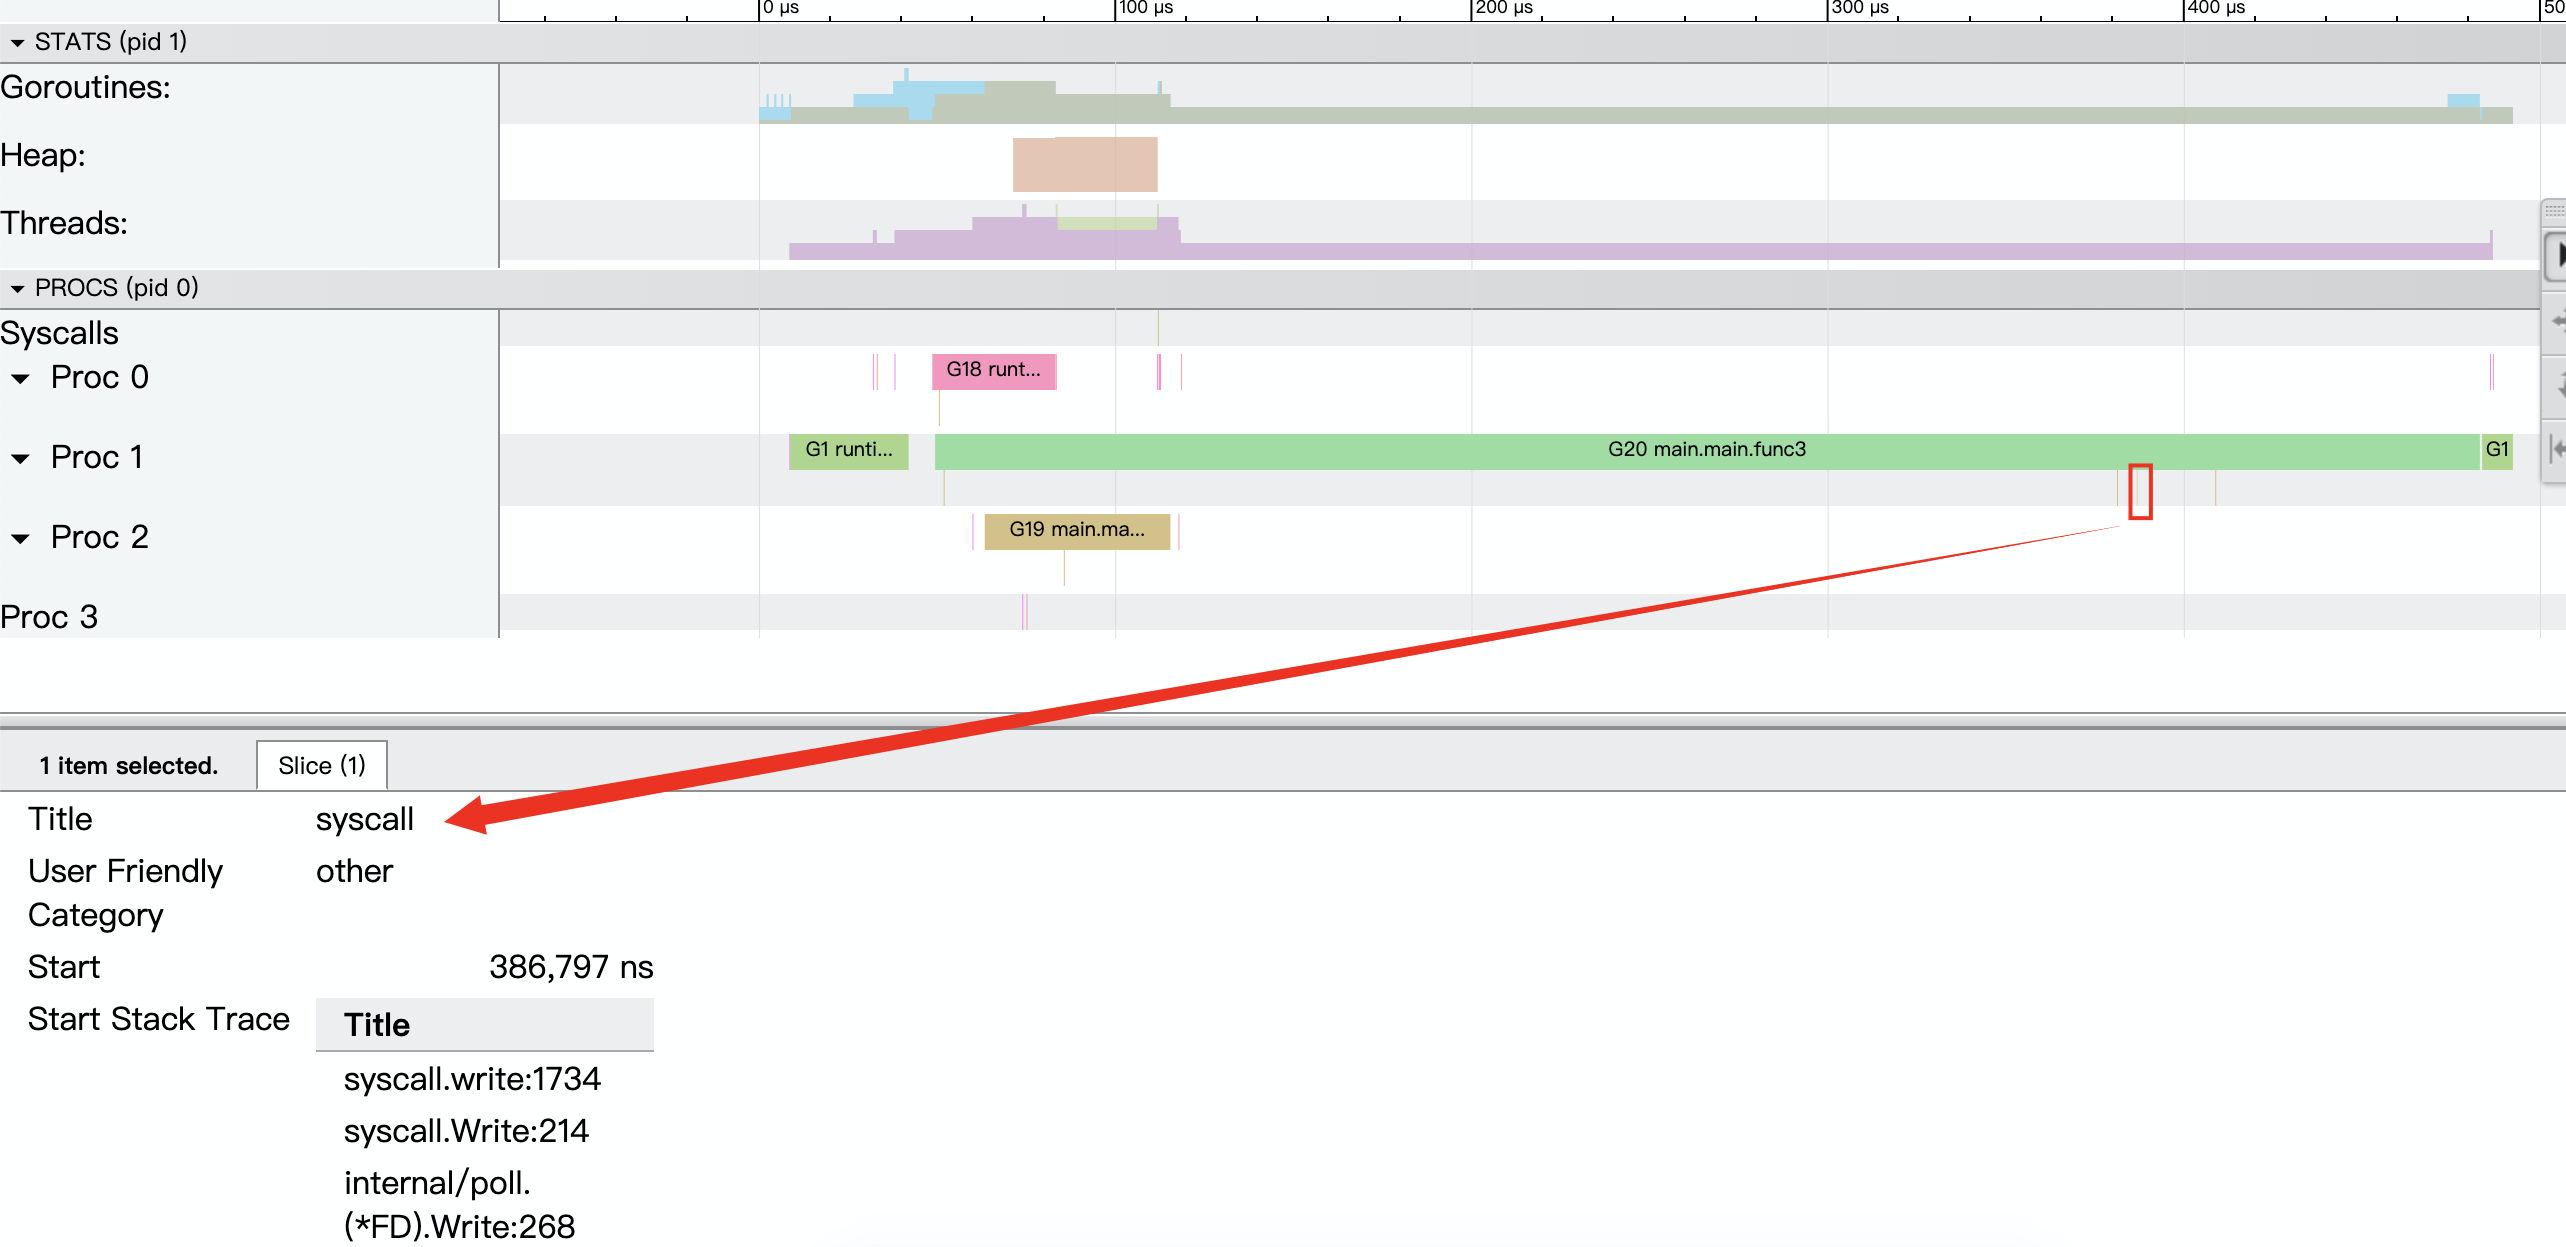 0 µs 100 µs 200 µs 300 µs 400 µs 50
STATS (pid 1)
Goroutines:
Heap:
Threads:
PROCS (pid 0)
Syscalls
Proc 0 G18 runt...
Proc 1 G1 runti... G20 main.main.func3 G1
Proc 2 G19 main.ma...
Proc 3
1 item selected. Slice (1)
Title syscall
User Friendly other
Category
Start 386,797 ns
Start Stack Trace Title
syscall.write:1734
syscall.Write:214
internal/poll.
(*FD).Write:268